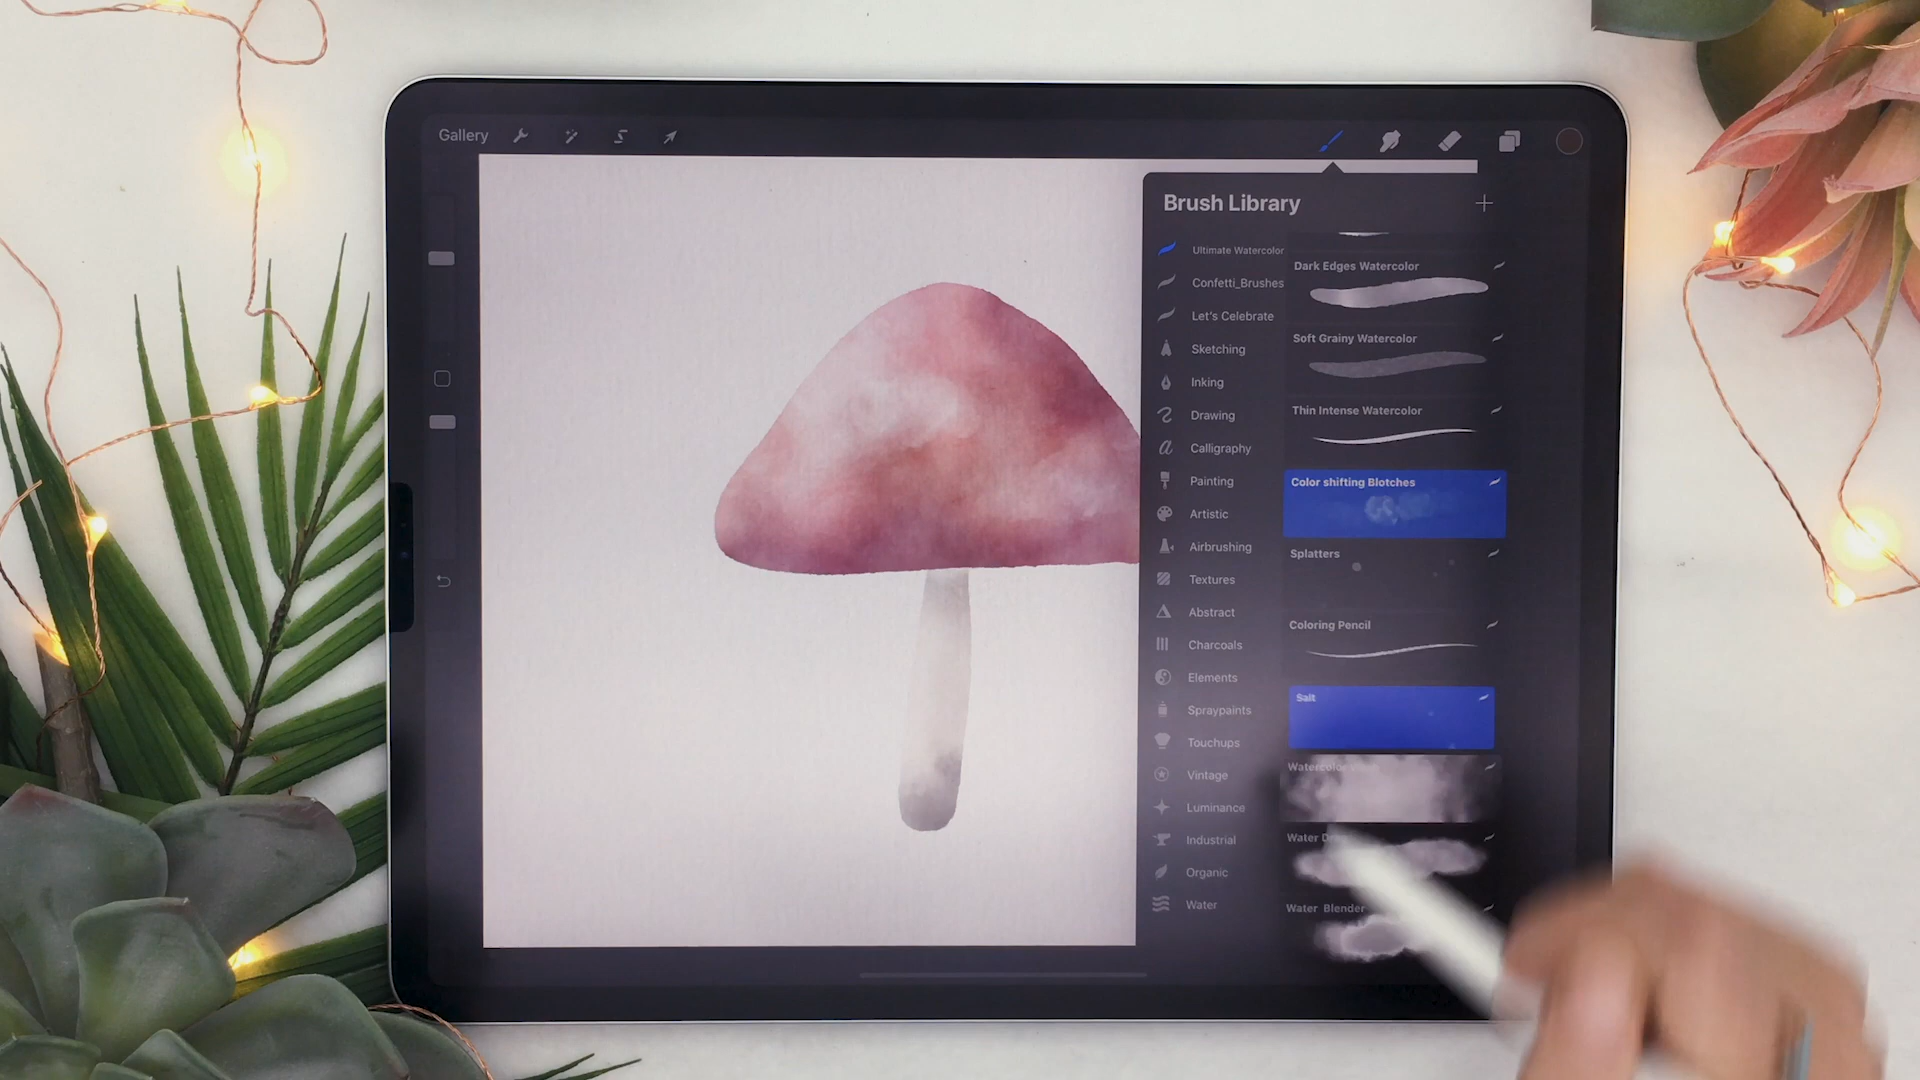 Gallery
Brush Library
Ultimate Watercolor
Confetti_Brushes
Let's Celebrate
Sketching
Inking
Drawing
Calligraphy
Painting
Artistic
Airbrushing
Textures
Abstract
Charcoals
Elements
Spraypaints
Touchups
Vintage
Luminance
Industrial
Organic
Water
Dark Edges Watercolor
Soft Grainy Watercolor
Thin Intense Watercolor
Color shifting Blotches
Splatters
Coloring Pencil
Salt
Watercolor
Water
Water Blender